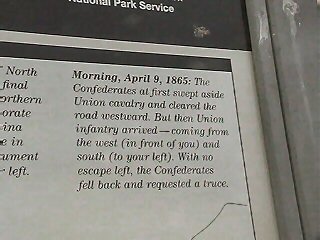 National Park Service
North
final
orthern
orate
ina
e in
ument
left.
Morning, April 9, 1865: The
Confederates at first swept aside
Union cavalry and cleared the
road westward. But then Union
infantry arrived—coming from
the west (in front of you) and
south (to your left). With no
escape left, the Confederates
fell back and requested a truce.